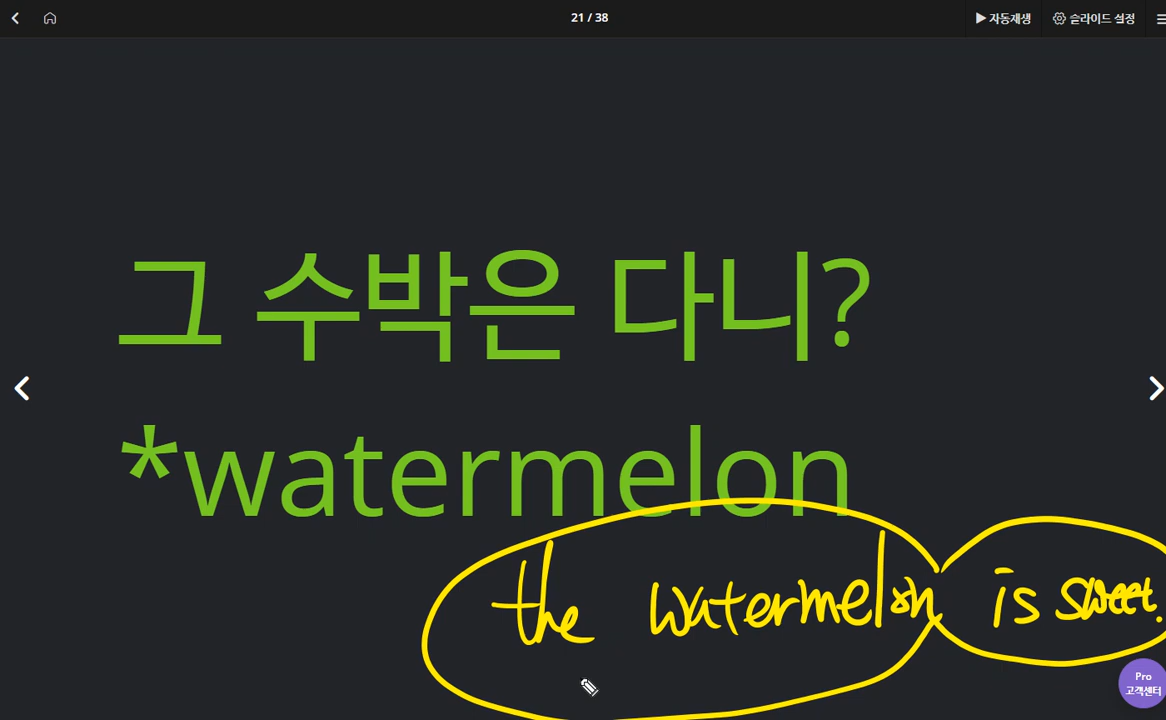 21 / 38
자동재생
슬라이드 설정
그 수박은 다니?
*watermelon
the watermelon is sweet.
Pro
고객센터